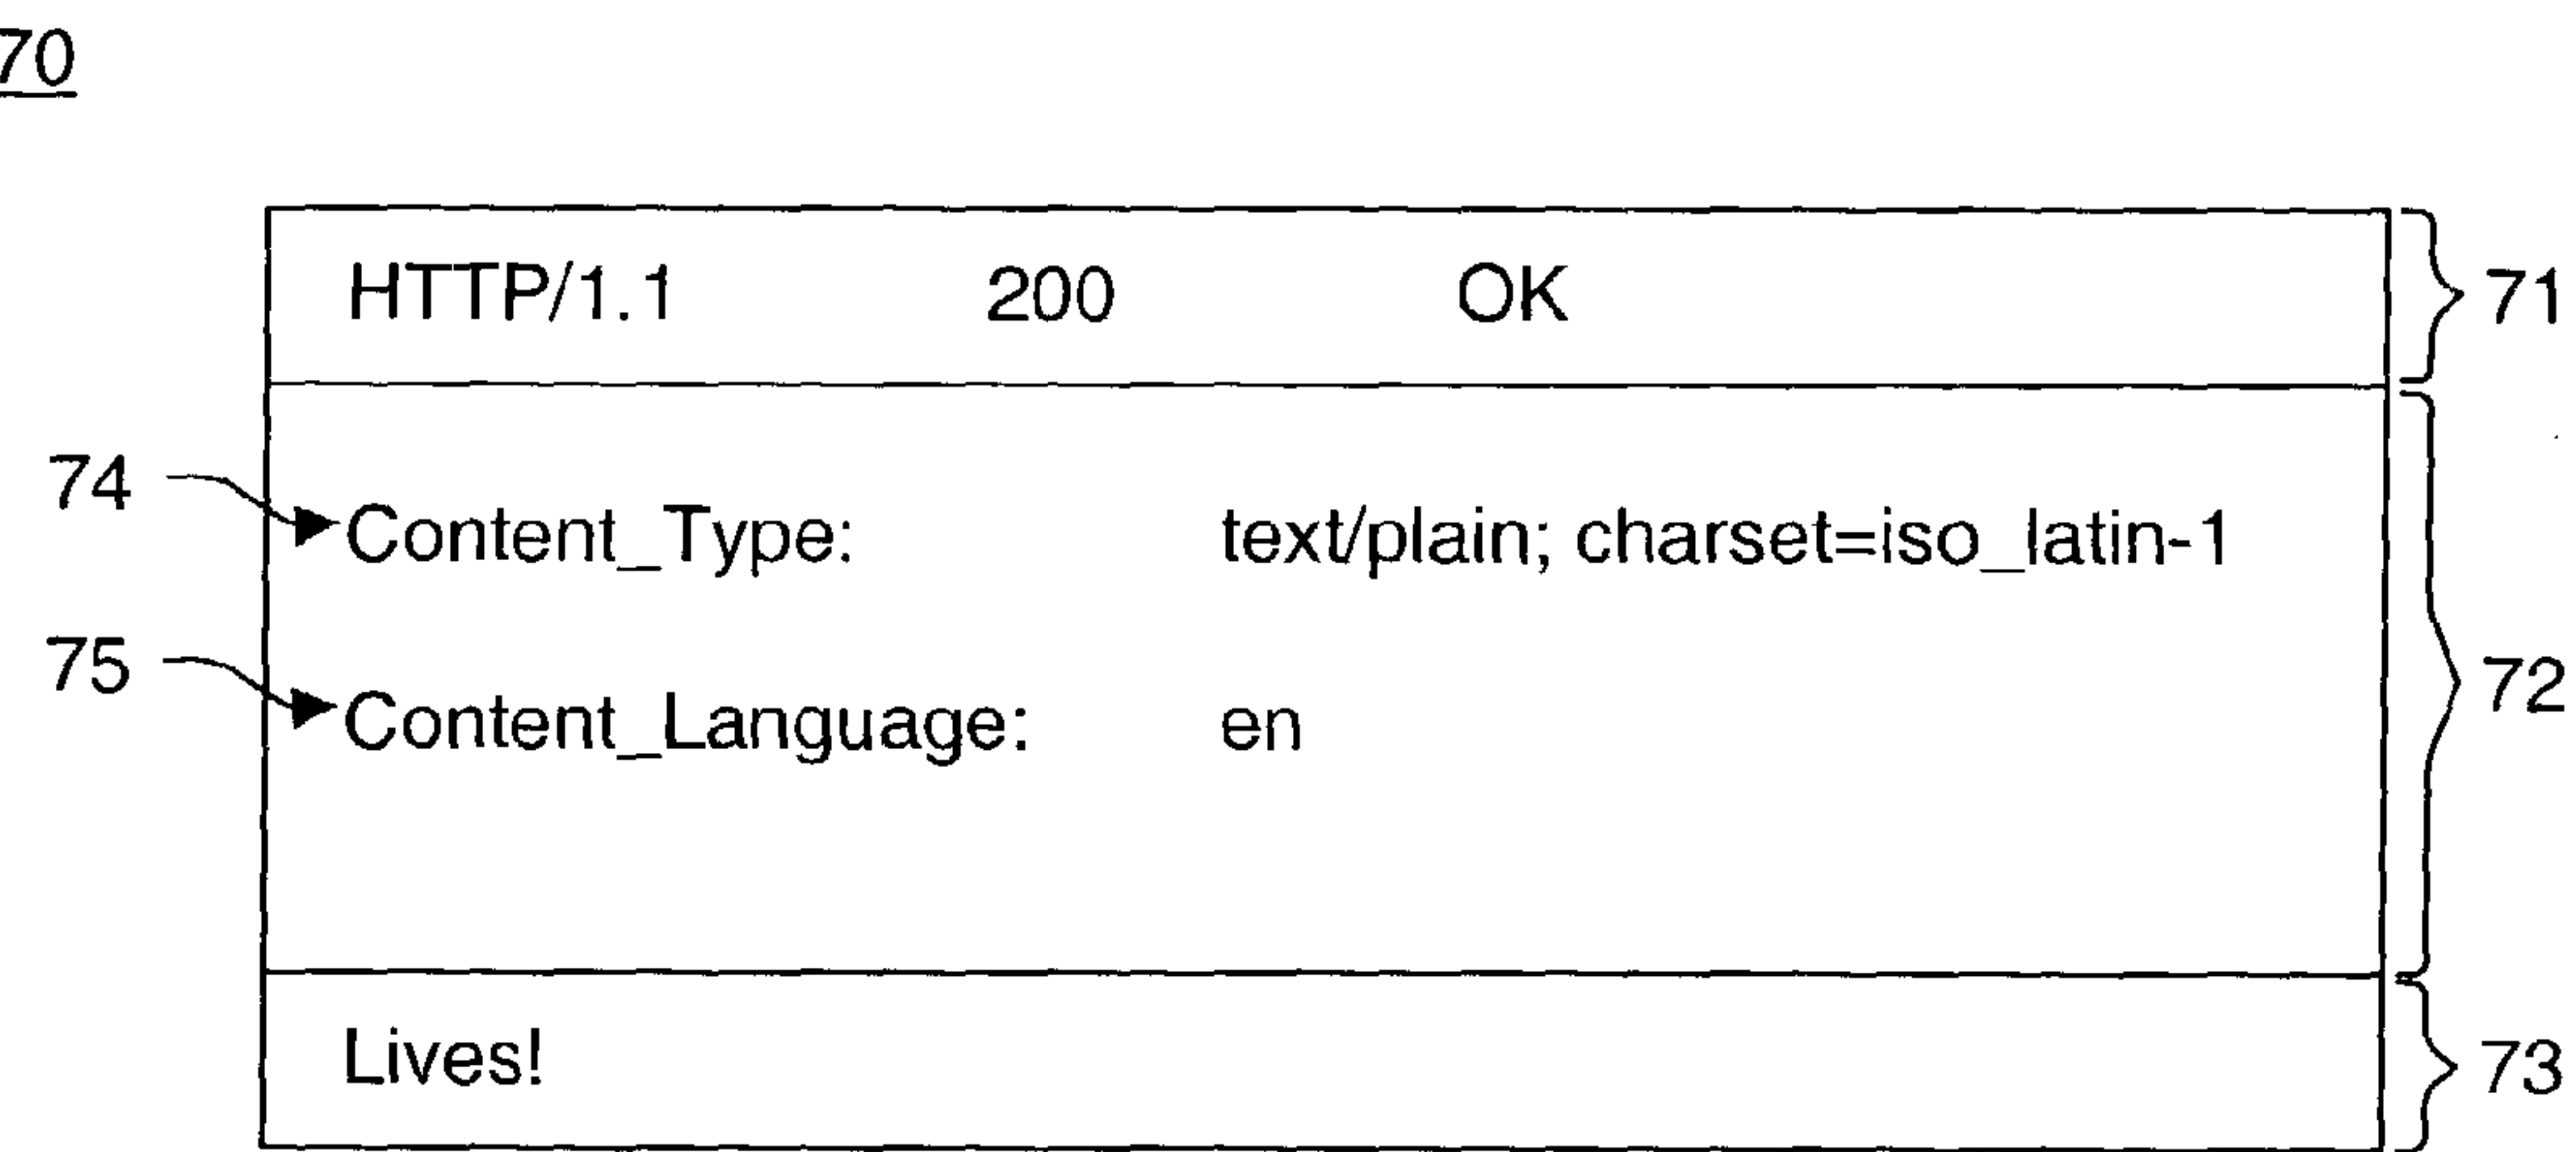 70
HTTP/1.1 200 OK 71
74 Content_Type: text/plain; charset=iso_latin-1
75 Content_Language: en 72
Lives! 73